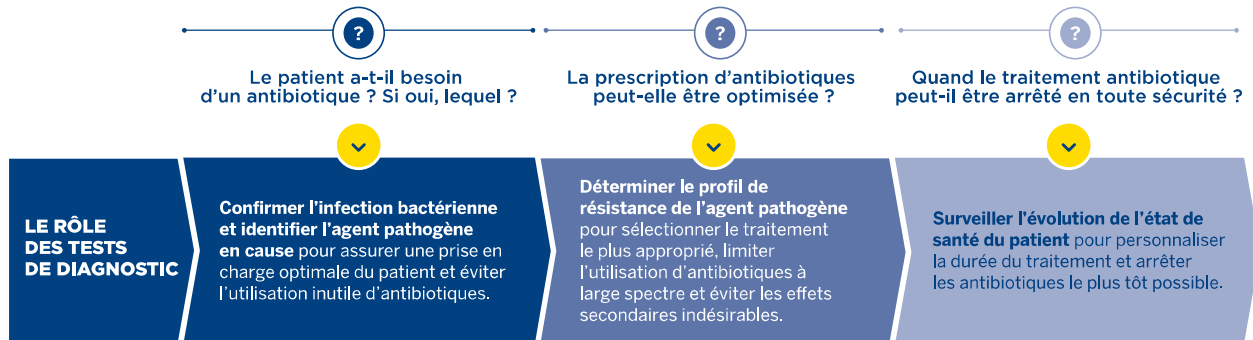 ?
Le patient a-t-il besoin
d'un antibiotique ? Si oui, lequel ?
?
La prescription d'antibiotiques
peut-elle être optimisée ?
?
Quand le traitement antibiotique
peut-il être arrêté en toute sécurité ?
LE RÔLE
DES TESTS
DE DIAGNOSTIC
Confirmer l'infection bactérienne
et identifier l'agent pathogène
en cause pour assurer une prise en
charge optimale du patient et éviter
l'utilisation inutile d'antibiotiques.
Déterminer le profil de
résistance de l'agent pathogène
pour sélectionner le traitement
le plus approprié, limiter
l'utilisation d'antibiotiques à
large spectre et éviter les effets
secondaires indésirables.
Surveiller l'évolution de l'état de
santé du patient pour personnaliser
la durée du traitement et arrêter
les antibiotiques le plus tôt possible.